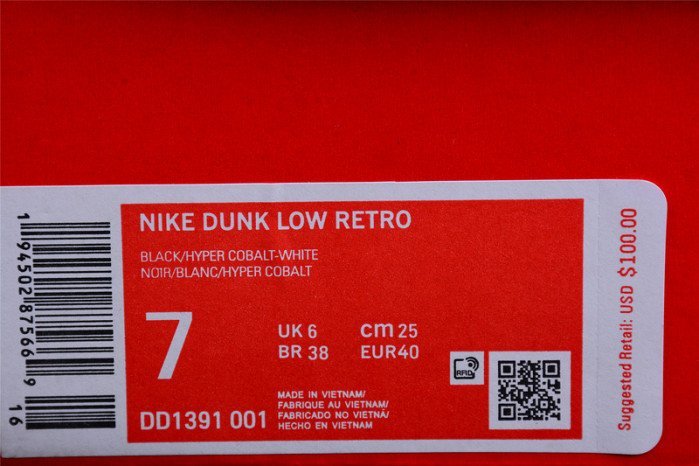 NIKE DUNK LOW RETRO
BLACK/HYPER COBALT-WHITE
NOIR/BLANC/HYPER COBALT
7
UK 6 cm 25
BR 38 EUR40
RFID
MADE IN VIETNAM/
FABRIQUE AU VIETNAM/
FABRICADO NO VIETNÃ/
HECHO EN VIETNAM
DD1391 001
1 94502 87566 9
16
Suggested Retail: USD $100.00